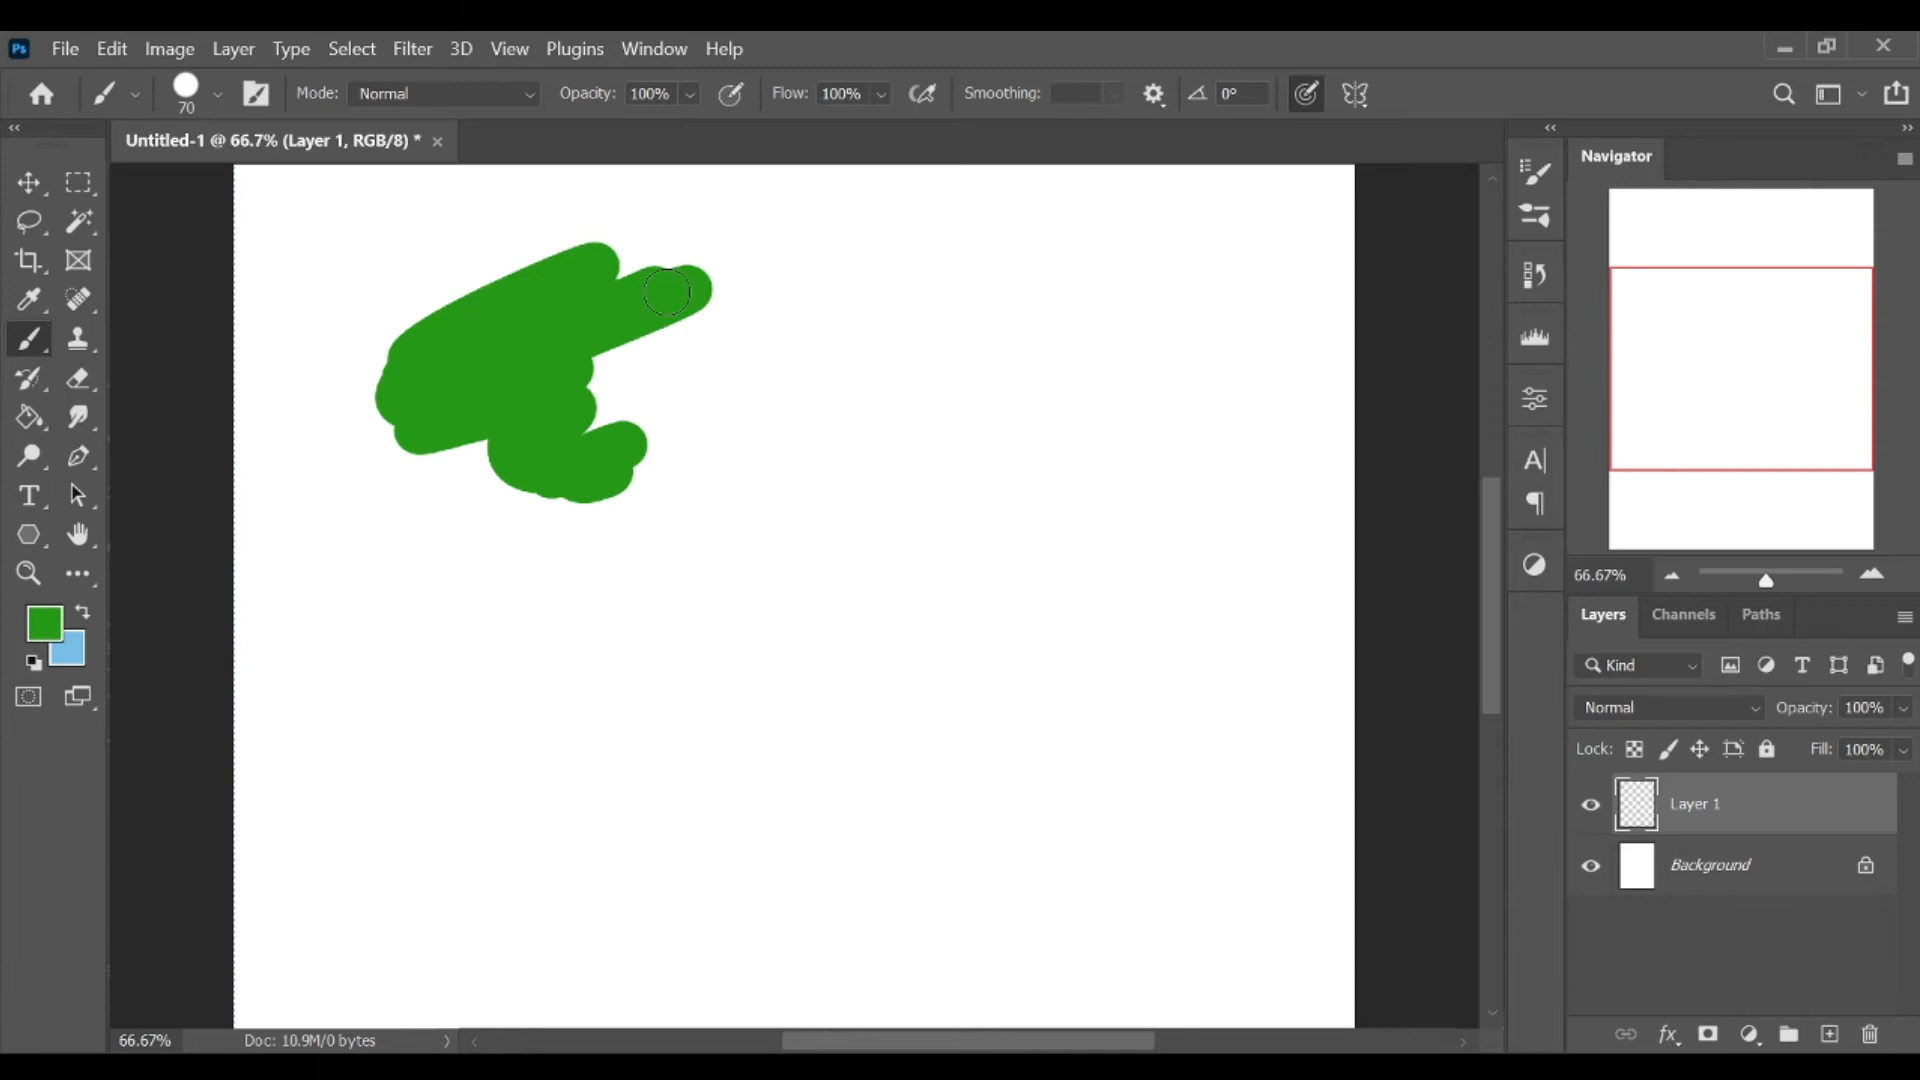 Ps File Edit Image Layer Type Select Filter 3D View Plugins Window Help
70 Mode: Normal Opacity: 100% Flow: 100% Smoothing: 0°
Untitled-1 @ 66.7% (Layer 1, RGB/8) * ×
Navigator
66.67%
Layers Channels Paths
Kind
Normal Opacity: 100%
Lock: Fill: 100%
Layer 1
Background
fx
66.67% Doc: 10.9M/0 bytes